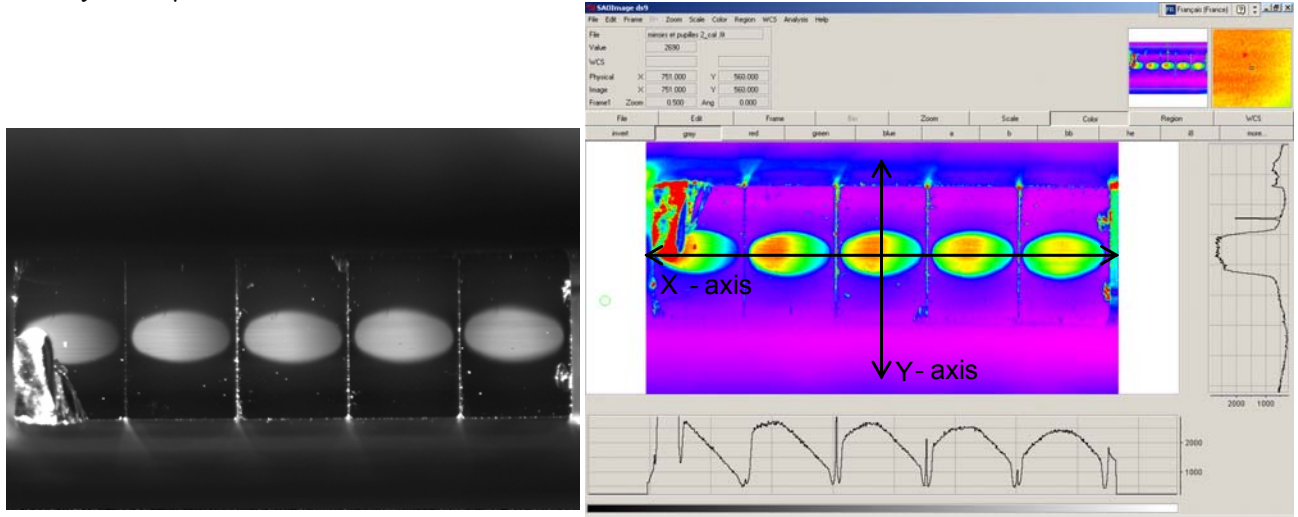 SAOImage ds9
Français (France)
File Edit Frame Bin Zoom Scale Color Region WCS Analysis Help
File miroirs et pupilles 2_cal .fit
Value 2690
WCS
Physical X 751.000 Y 560.000
Image X 751.000 Y 560.000
Frame1 Zoom 0.500 Ang 0.000
File Edit Frame Bin Zoom Scale Color Region WCS
invert grey red green blue a b bb he i8 more...
X - axis
Y - axis
2000 1000
2000
1000